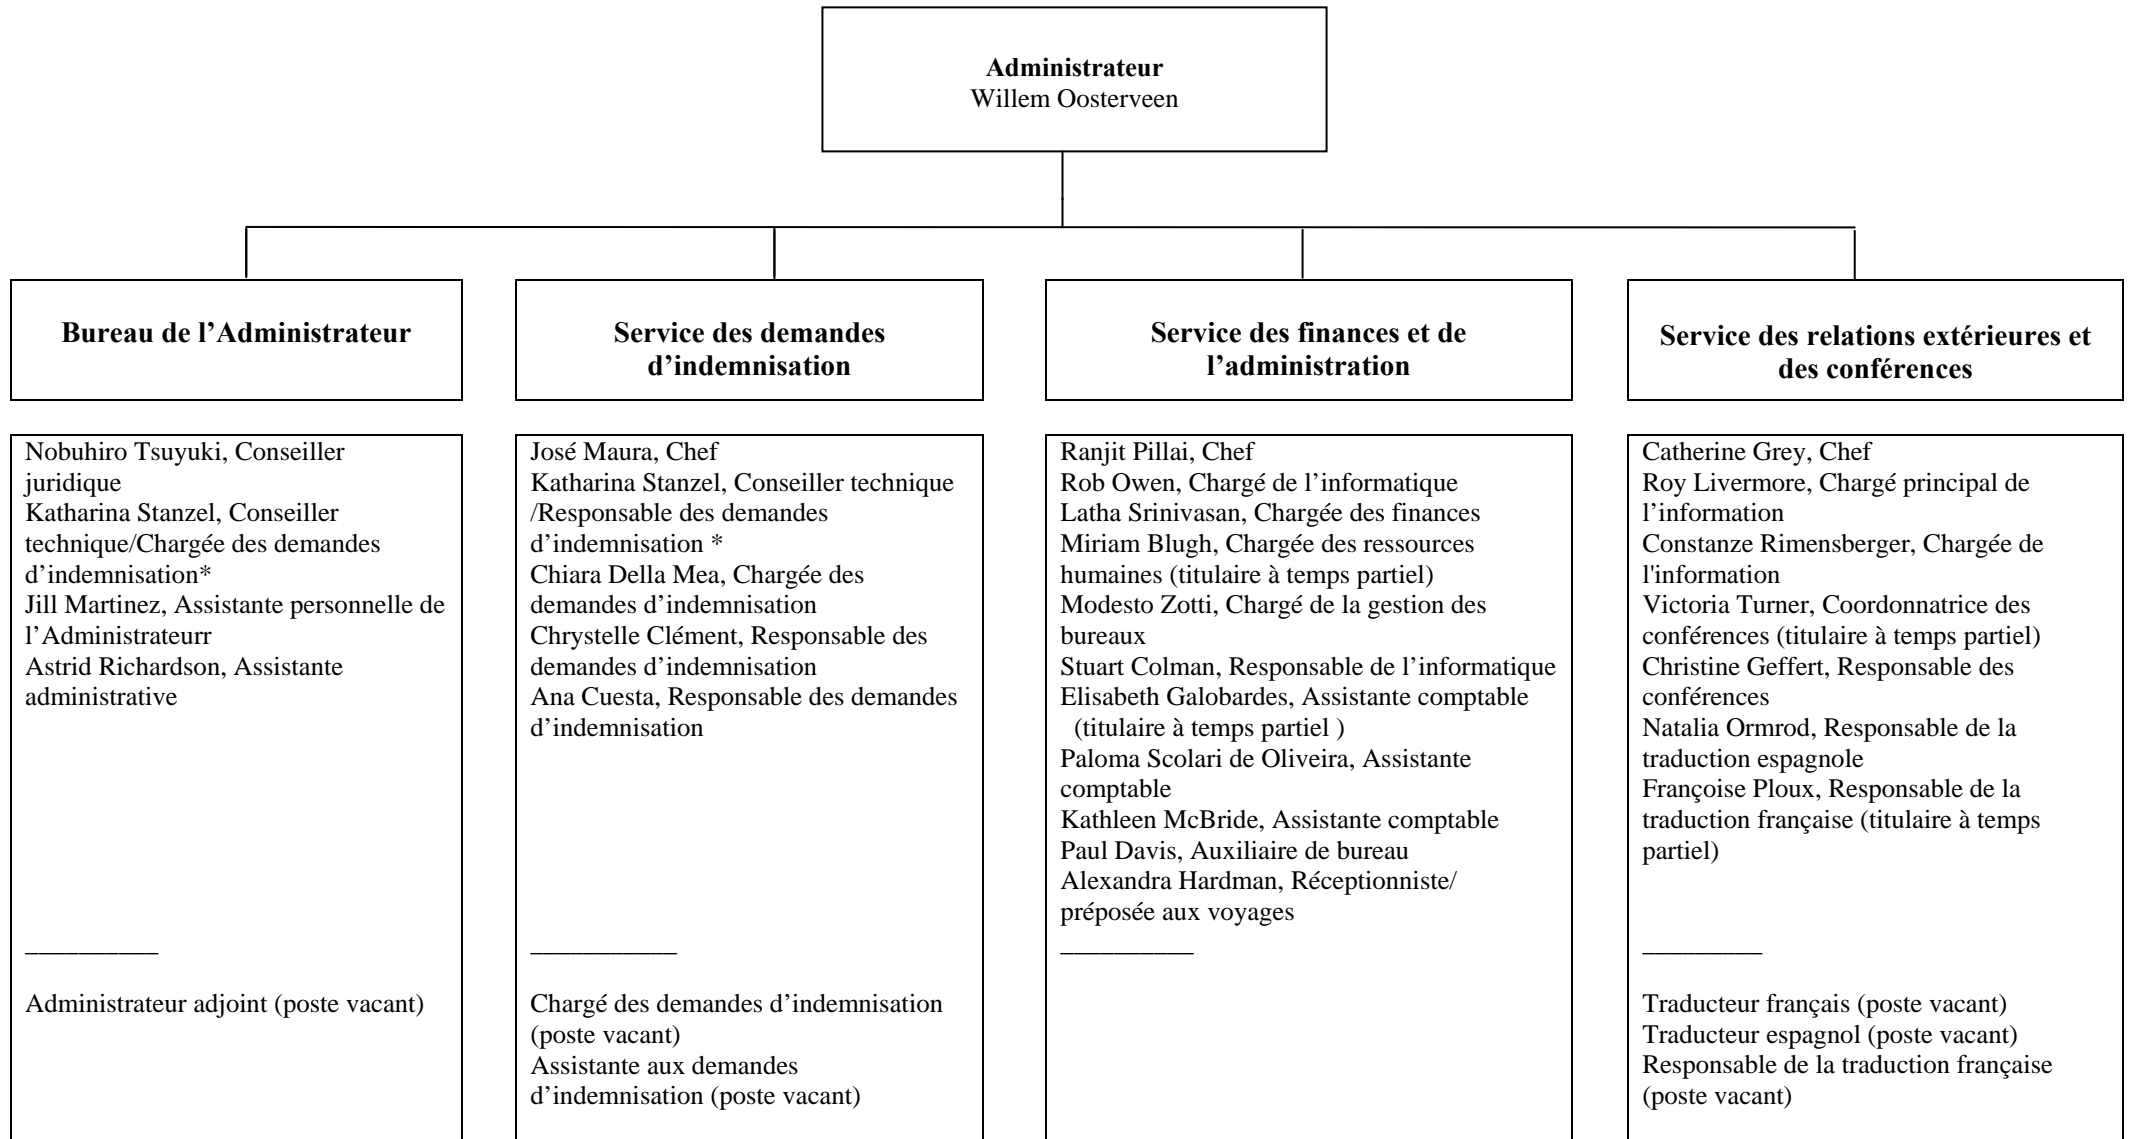 Administrateur
Willem Oosterveen
Bureau de l’Administrateur
Service des demandes
d’indemnisation
Service des finances et de
l’administration
Service des relations extérieures et
des conférences
Nobuhiro Tsuyuki, Conseiller
juridique
Katharina Stanzel, Conseiller
technique/Chargée des demandes
d’indemnisation*
Jill Martinez, Assistante personnelle de
l’Administrateurr
Astrid Richardson, Assistante
administrative
__________
Administrateur adjoint (poste vacant)
José Maura, Chef
Katharina Stanzel, Conseiller technique
/Responsable des demandes
d’indemnisation *
Chiara Della Mea, Chargée des
demandes d’indemnisation
Chrystelle Clément, Responsable des
demandes d’indemnisation
Ana Cuesta, Responsable des demandes
d’indemnisation
___________
Chargé des demandes d’indemnisation
(poste vacant)
Assistante aux demandes
d’indemnisation (poste vacant)
Ranjit Pillai, Chef
Rob Owen, Chargé de l’informatique
Latha Srinivasan, Chargée des finances
Miriam Blugh, Chargée des ressources
humaines (titulaire à temps partiel)
Modesto Zotti, Chargé de la gestion des
bureaux
Stuart Colman, Responsable de l’informatique
Elisabeth Galobardes, Assistante comptable
(titulaire à temps partiel )
Paloma Scolari de Oliveira, Assistante
comptable
Kathleen McBride, Assistante comptable
Paul Davis, Auxiliaire de bureau
Alexandra Hardman, Réceptionniste/
préposée aux voyages
__________
Catherine Grey, Chef
Roy Livermore, Chargé principal de
l’information
Constanze Rimensberger, Chargée de
l'information
Victoria Turner, Coordonnatrice des
conférences (titulaire à temps partiel)
Christine Geffert, Responsable des
conférences
Natalia Ormrod, Responsable de la
traduction espagnole
Françoise Ploux, Responsable de la
traduction française (titulaire à temps
partiel)
_________
Traducteur français (poste vacant)
Traducteur espagnol (poste vacant)
Responsable de la traduction française
(poste vacant)